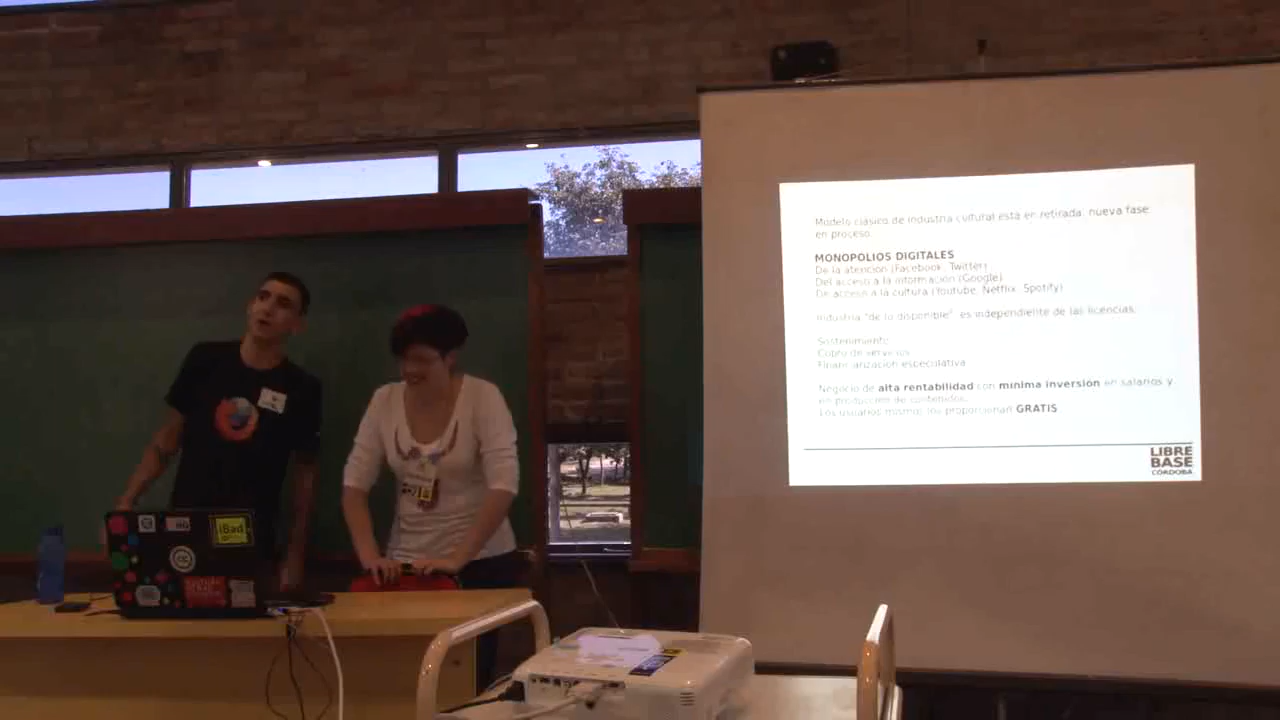 Modelo clásico de industria cultural está en retirada, nueva fase
en proceso.
MONOPOLIOS DIGITALES
De la atención (Facebook, Twitter)
Del acceso a la información (Google)
De acceso a la cultura (Youtube, Netflix, Spotify)
Industria "de lo disponible", es independiente de las licencias.
Sostenimiento
Cobro de servicios
Financiarización especulativa
Negocio de alta rentabilidad con mínima inversión en salarios y
en producción de contenidos.
Los usuarios mismos los proporcionan GRATIS
LIBRE
BASE
CÓRDOBA
iBad
cc